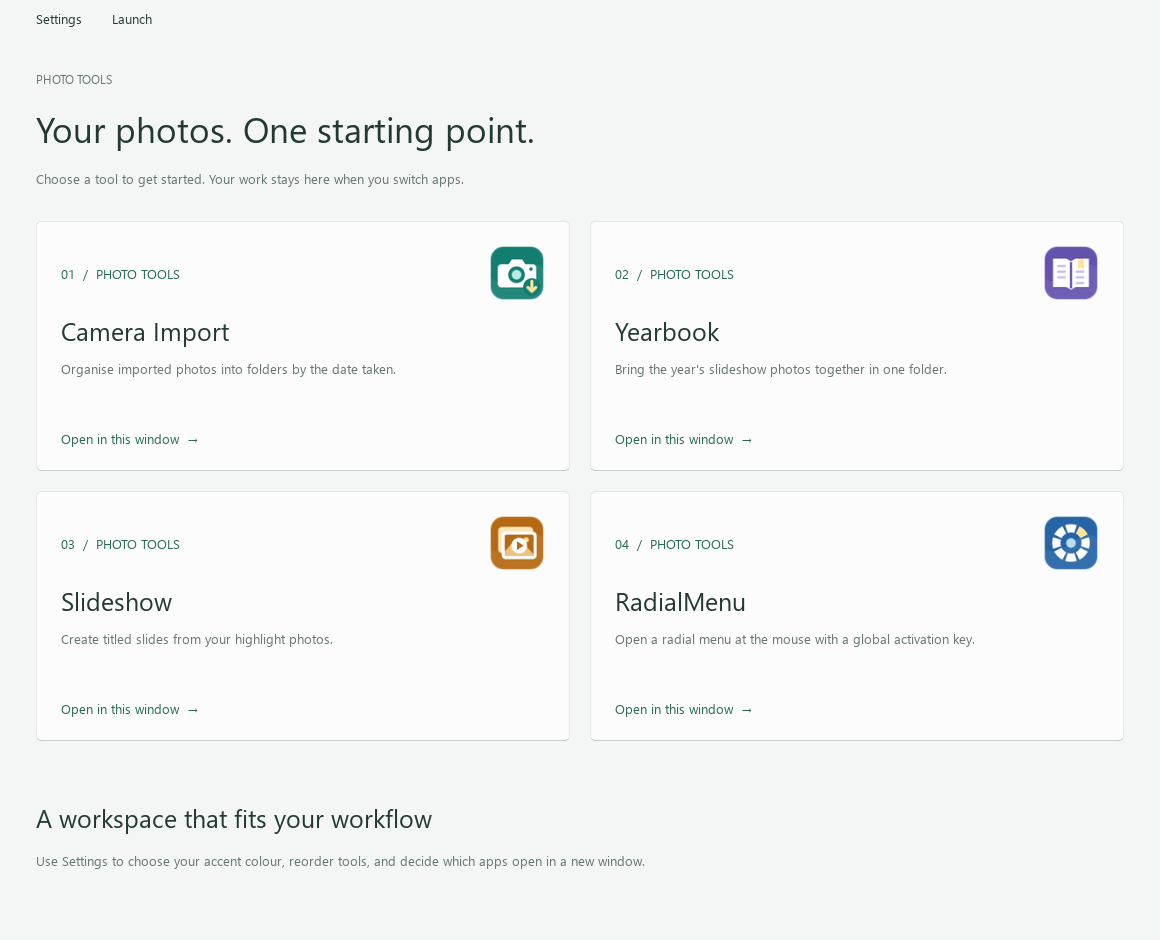 Settings Launch
PHOTO TOOLS
Your photos. One starting point.
Choose a tool to get started. Your work stays here when you switch apps.
01 / PHOTO TOOLS
Camera Import
Organise imported photos into folders by the date taken.
Open in this window →
02 / PHOTO TOOLS
Yearbook
Bring the year's slideshow photos together in one folder.
Open in this window →
03 / PHOTO TOOLS
Slideshow
Create titled slides from your highlight photos.
Open in this window →
04 / PHOTO TOOLS
RadialMenu
Open a radial menu at the mouse with a global activation key.
Open in this window →
A workspace that fits your workflow
Use Settings to choose your accent colour, reorder tools, and decide which apps open in a new window.